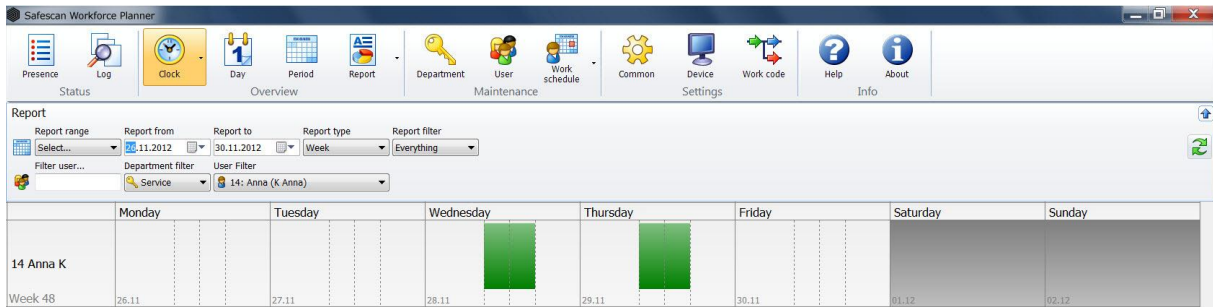 Safescan Workforce Planner
Presence Log Clock Day Period Report Department User Work schedule Common Device Work code Help About
Status Overview Maintenance Settings Info
Report
Report range Report from Report to Report type Report filter
Select... 26.11.2012 30.11.2012 Week Everything
Filter user... Department filter User Filter
Service 14: Anna (K Anna)
Monday Tuesday Wednesday Thursday Friday Saturday Sunday
14 Anna K
Week 48 26.11 27.11 28.11 29.11 30.11 01.12 02.12